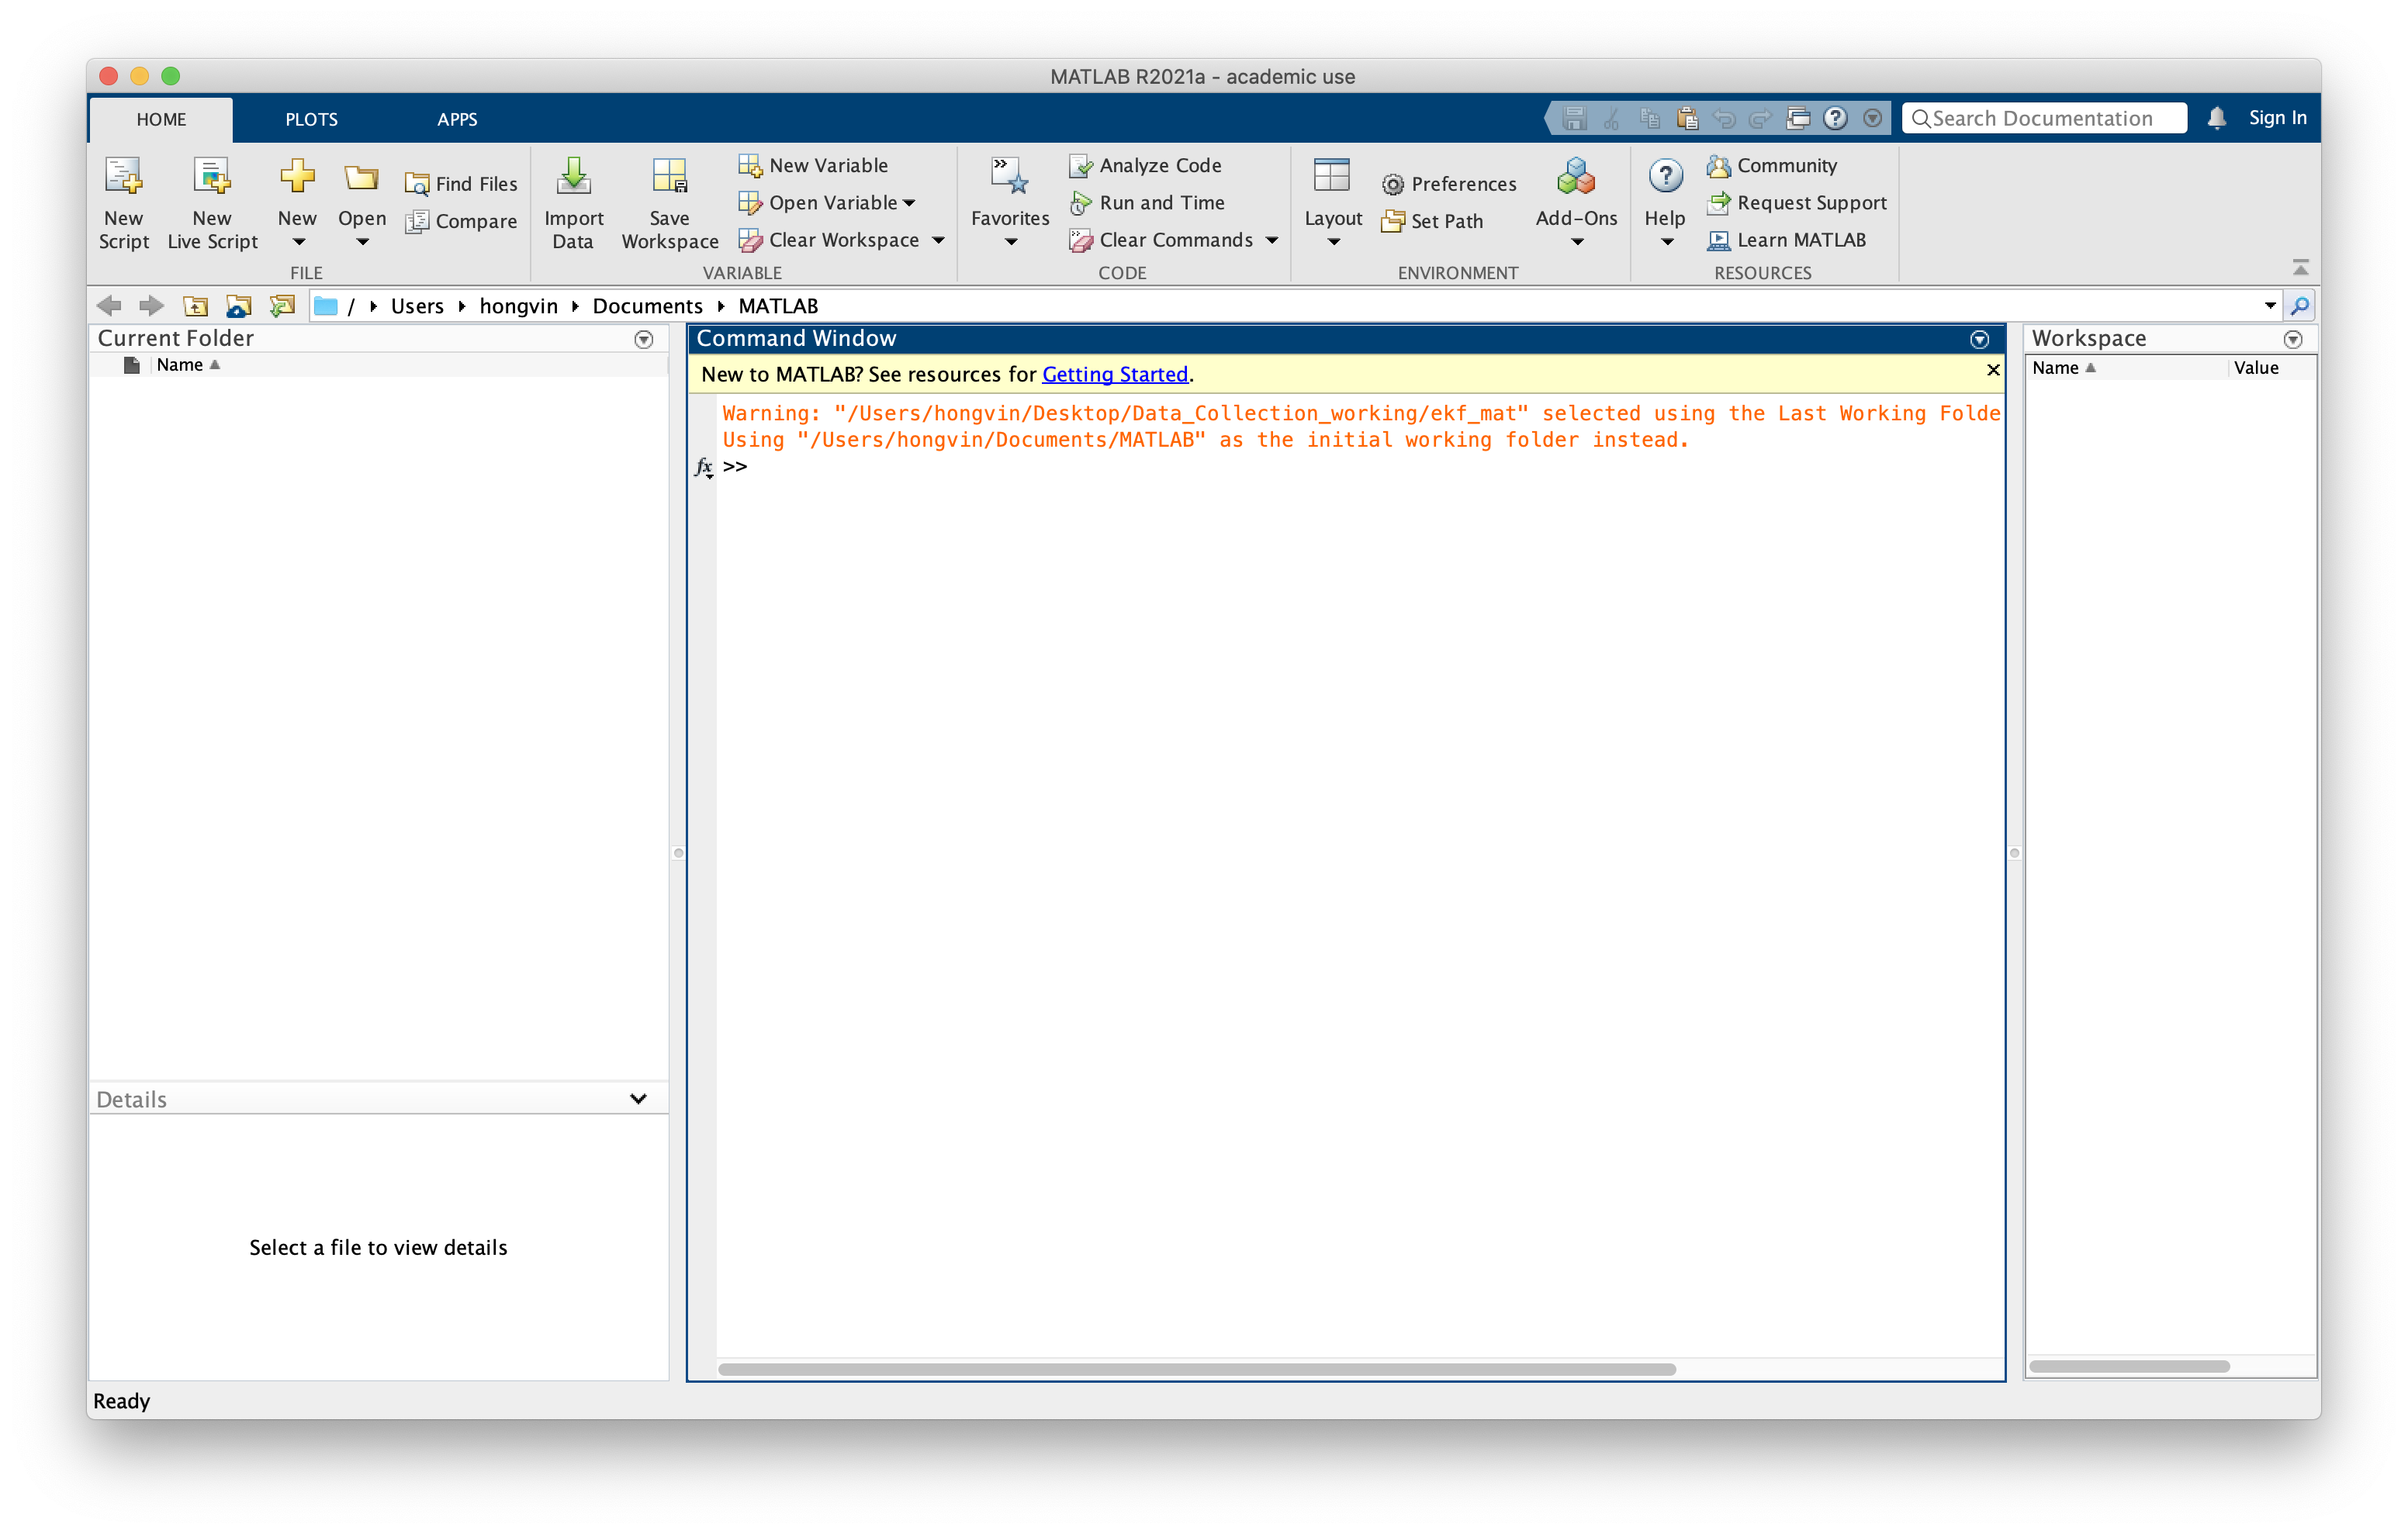 MATLAB R2021a - academic use
HOME PLOTS APPS
Search Documentation
Sign In
New Script
New Live Script
New
Open
Find Files
Compare
FILE
Import Data
Save Workspace
New Variable
Open Variable
Clear Workspace
VARIABLE
Favorites
Analyze Code
Run and Time
Clear Commands
CODE
Layout
Preferences
Set Path
Add-Ons
ENVIRONMENT
Help
Community
Request Support
Learn MATLAB
RESOURCES
/ Users hongvin Documents MATLAB
Current Folder
Name
Details
Select a file to view details
Command Window
New to MATLAB? See resources for Getting Started.
Warning: "/Users/hongvin/Desktop/Data_Collection_working/ekf_mat" selected using the Last Working Folde
Using "/Users/hongvin/Documents/MATLAB" as the initial working folder instead.
fx >>
Workspace
Name Value
Ready